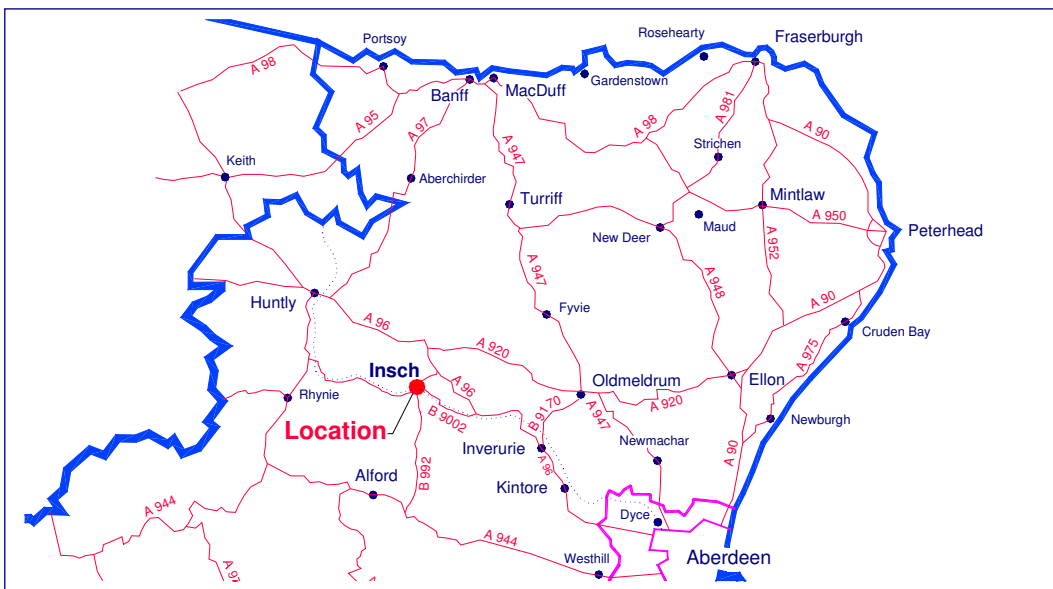 Rosehearty
Fraserburgh
Portsoy
A 98
Banff
MacDuff
Gardenstown
A 981
A 95
A 97
A 98
A 90
A 947
Strichen
Keith
Aberchirder
Turriff
Mintlaw
Maud
A 950
New Deer
Peterhead
A 952
A 947
A 948
Huntly
Fyvie
A 90
A 96
Cruden Bay
A 920
A 975
Insch
A 96
Oldmeldrum
Ellon
Rhynie
B 9002
B 9170
A 947
A 920
Newburgh
Location
Inverurie
Newmachar
A 90
A 96
B 992
Alford
Kintore
A 944
Dyce
A 944
Westhill
Aberdeen